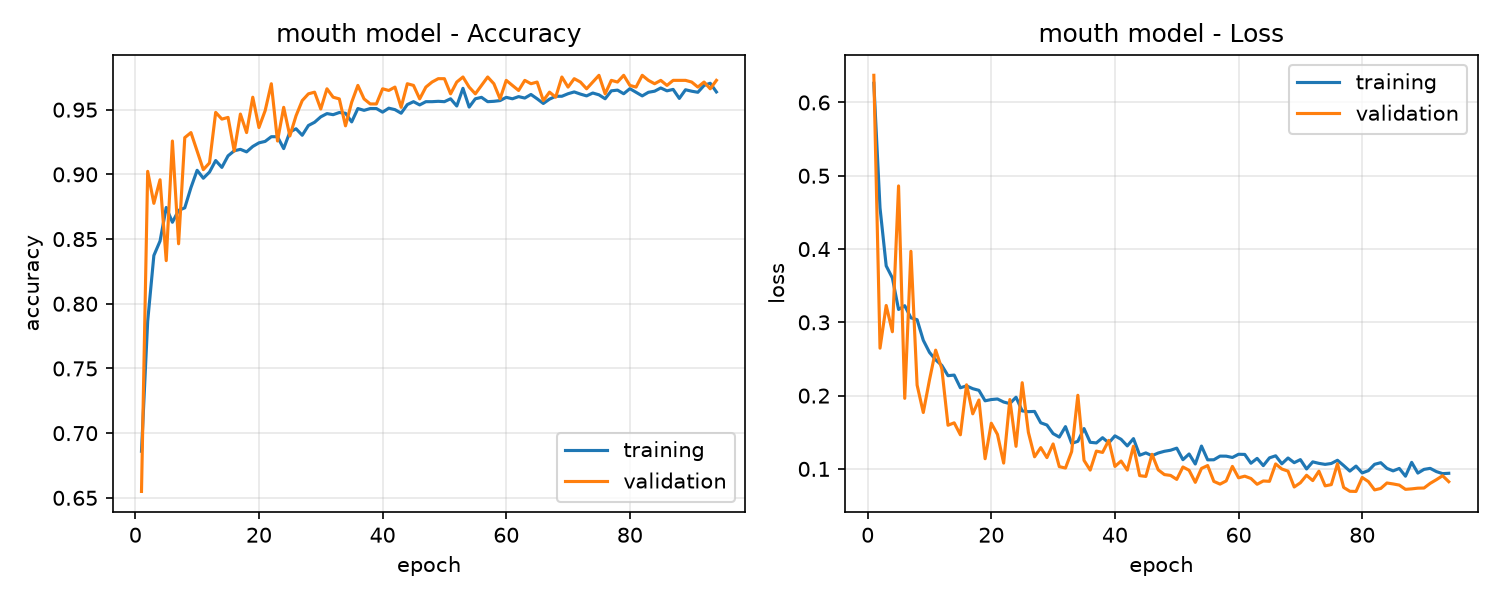 mouth model - Accuracy
accuracy
0.95
0.90
0.85
0.80
0.75
0.70
0.65
0
20
40
60
80
epoch
training
validation
mouth model - Loss
loss
0.6
0.5
0.4
0.3
0.2
0.1
0
20
40
60
80
epoch
training
validation